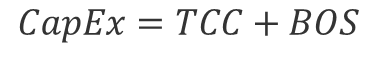 CapEx = TCC + BOS